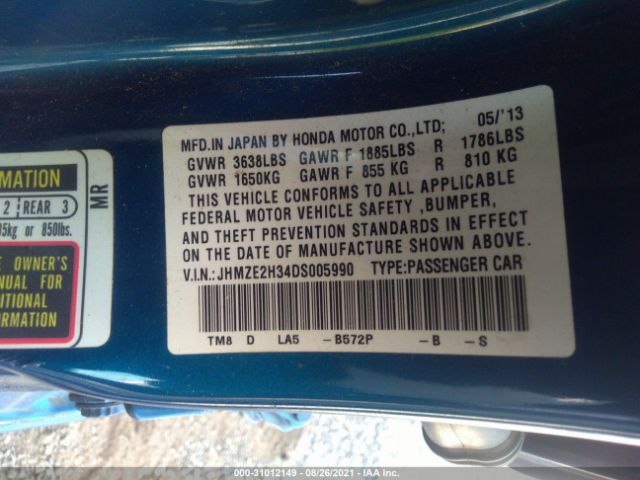 MFD.IN JAPAN BY HONDA MOTOR CO.,LTD; 05/'13
GVWR 3638LBS GAWR F 1885LBS R 1786LBS
GVWR 1650KG GAWR F 855 KG R 810 KG
THIS VEHICLE CONFORMS TO ALL APPLICABLE
FEDERAL MOTOR VEHICLE SAFETY ,BUMPER,
AND THEFT PREVENTION STANDARDS IN EFFECT
ON THE DATE OF MANUFACTURE SHOWN ABOVE.
V.I.N.:JHMZE2H34DS005990 TYPE:PASSENGER CAR
TM8 D LA5 -B572P -B -S
MATION
2 REAR 3
MR
35kg or 850lbs.
OWNER'S
NUAL FOR
ITIONAL
FORMATION
000-31012149 - 08/26/2021 - IAA Inc.